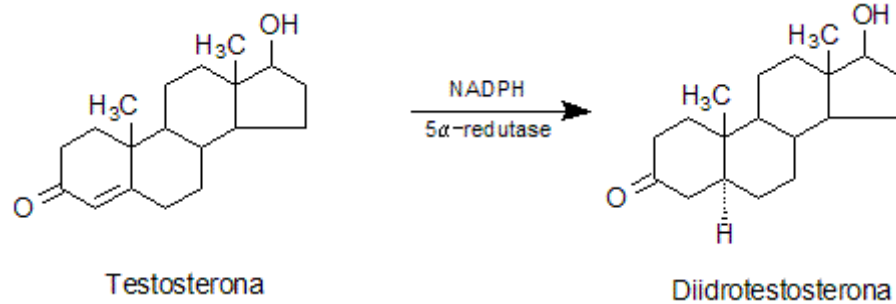 OH
H₃C
H₃C
O
Testosterona
NADPH
5α-redutase
OH
H₃C
H₃C
O
H
Diidrotestosterona